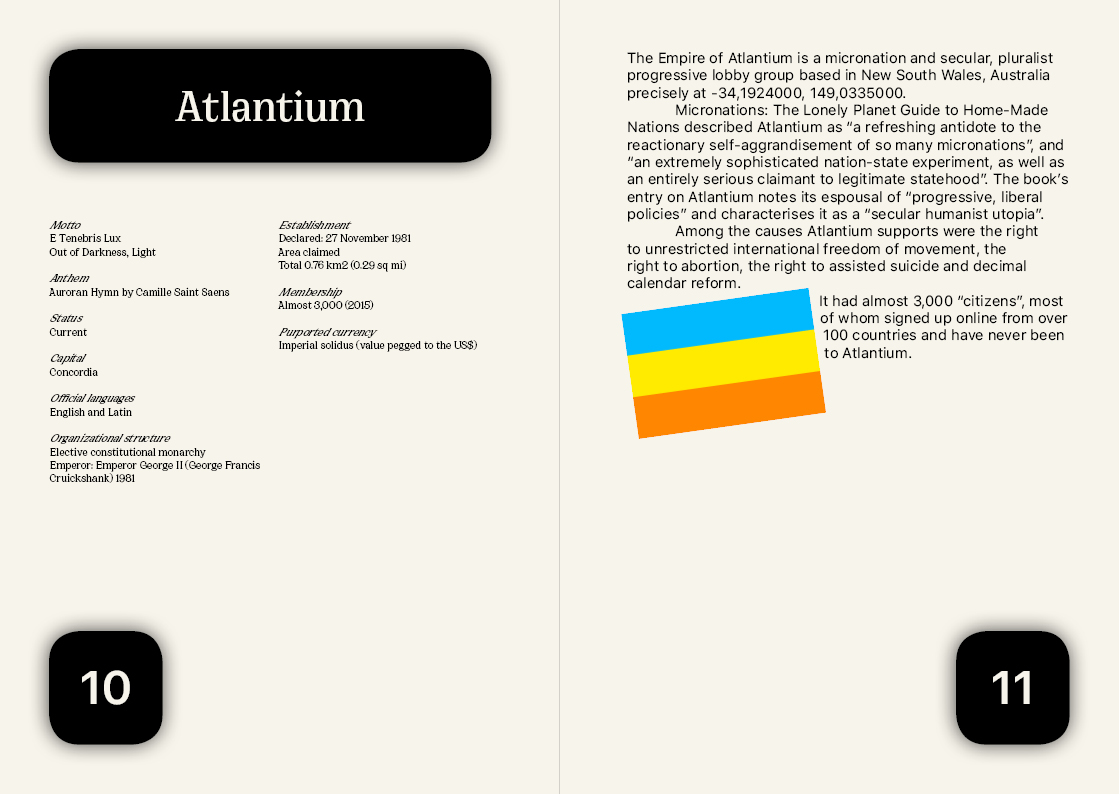 Atlantium
Motto
E Tenebris Lux
Out of Darkness, Light
Anthem
Auroran Hymn by Camille Saint Saens
Status
Current
Capital
Concordia
Official languages
English and Latin
Organizational structure
Elective constitutional monarchy
Emperor: Emperor George II (George Francis
Cruickshank) 1981
Establishment
Declared: 27 November 1981
Area claimed
Total 0.76 km2 (0.29 sq mi)
Membership
Almost 3,000 (2015)
Purported currency
Imperial solidus (value pegged to the US$)
10
The Empire of Atlantium is a micronation and secular, pluralist
progressive lobby group based in New South Wales, Australia
precisely at -34,1924000, 149,0335000.
Micronations: The Lonely Planet Guide to Home-Made
Nations described Atlantium as “a refreshing antidote to the
reactionary self-aggrandisement of so many micronations”, and
“an extremely sophisticated nation-state experiment, as well as
an entirely serious claimant to legitimate statehood”. The book’s
entry on Atlantium notes its espousal of “progressive, liberal
policies” and characterises it as a “secular humanist utopia”.
Among the causes Atlantium supports were the right
to unrestricted international freedom of movement, the
right to abortion, the right to assisted suicide and decimal
calendar reform.
It had almost 3,000 “citizens”, most
of whom signed up online from over
100 countries and have never been
to Atlantium.
11